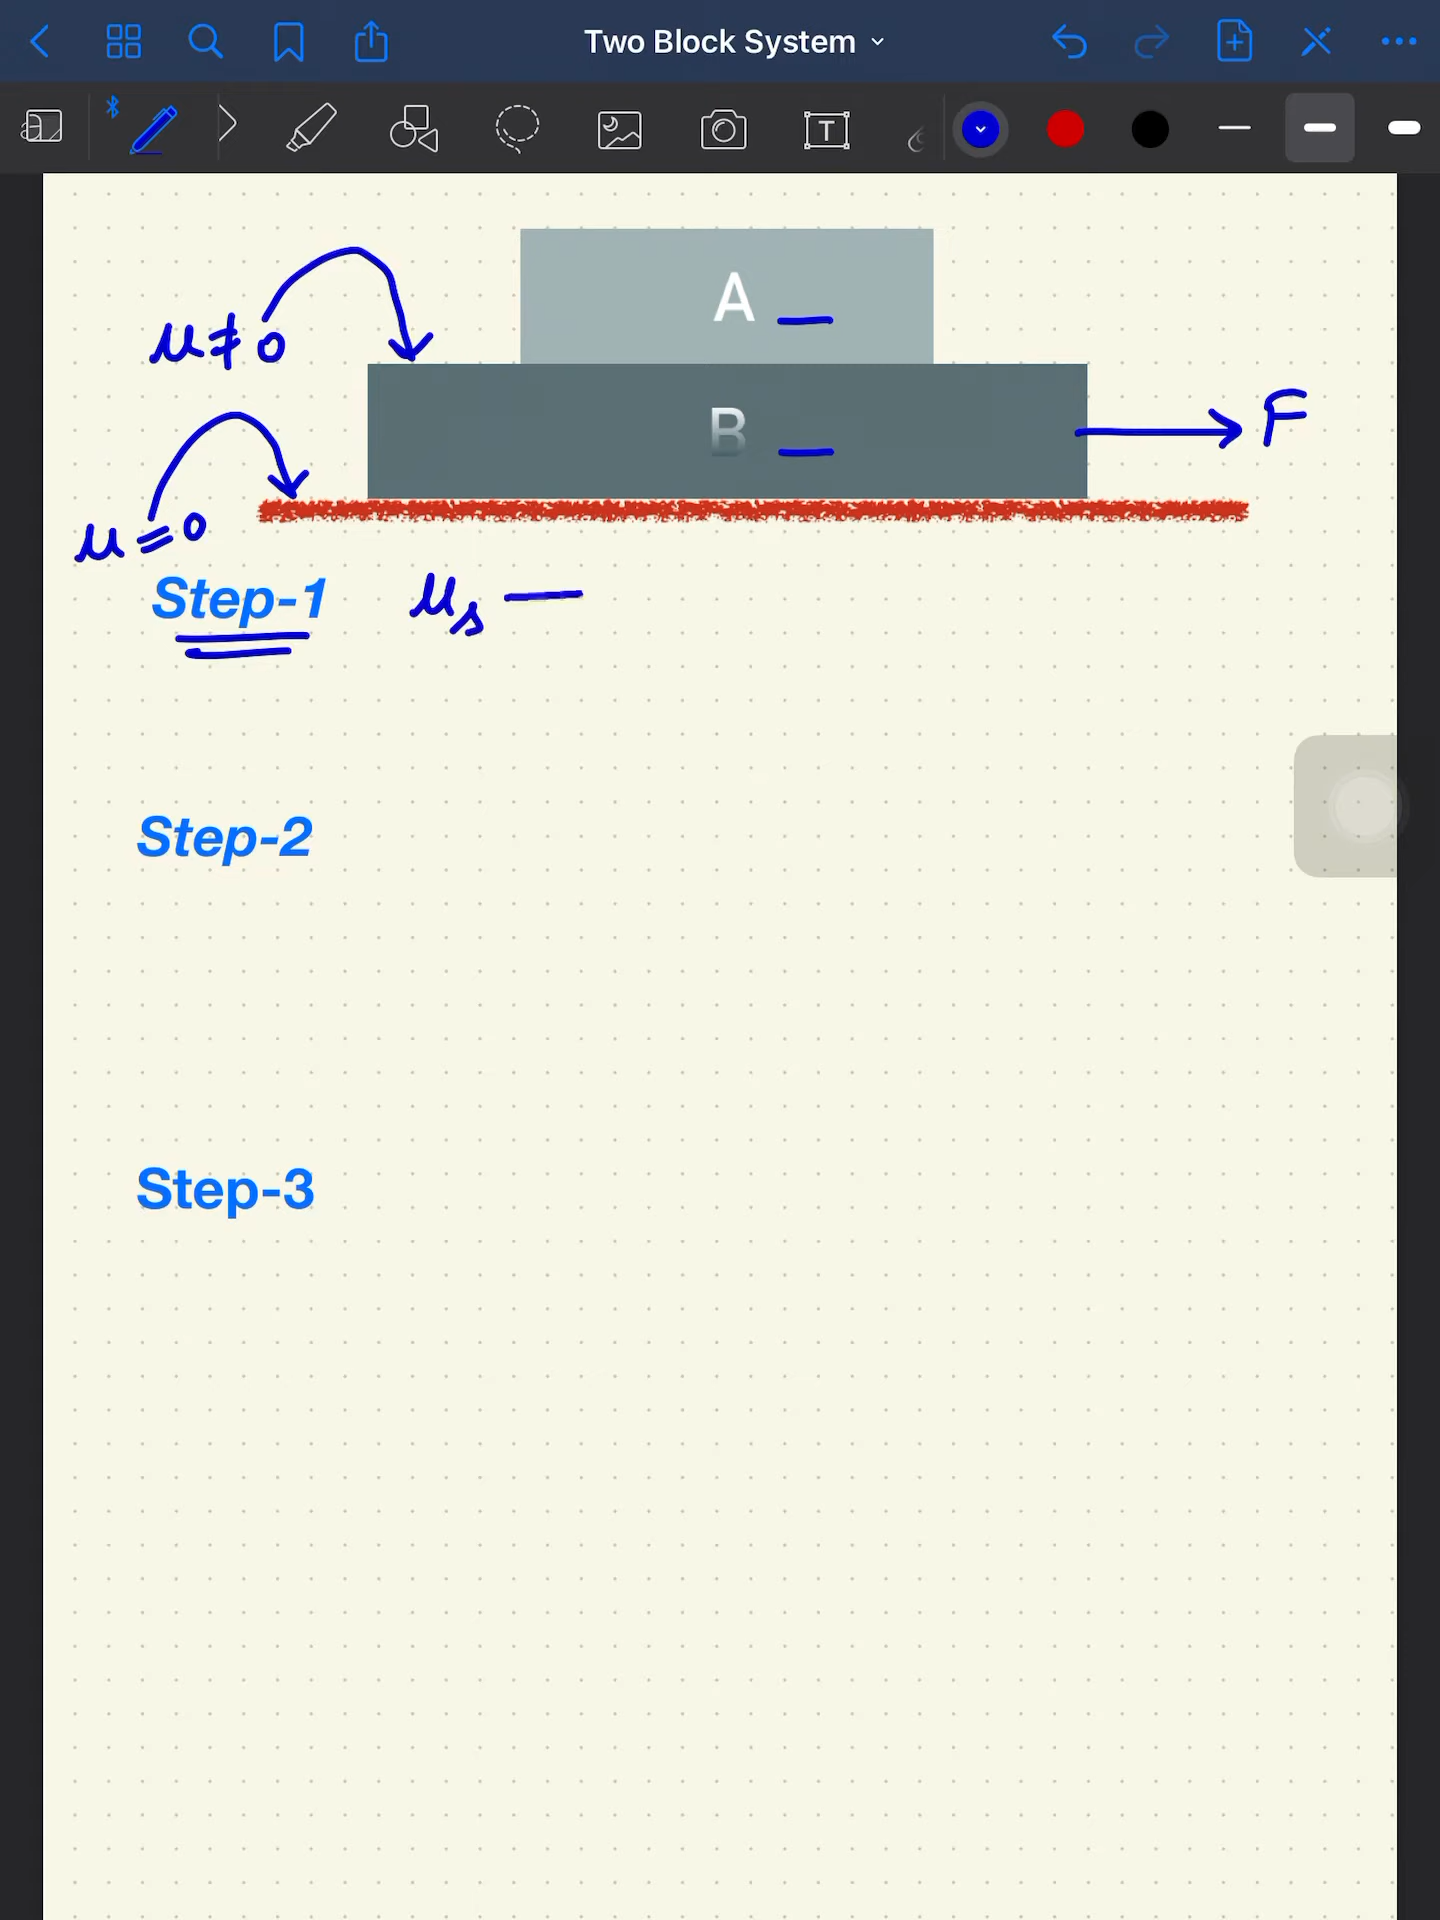 Two Block System
T
A
μ≠0
B
F
μ=0
Step-1 μs
Step-2
Step-3